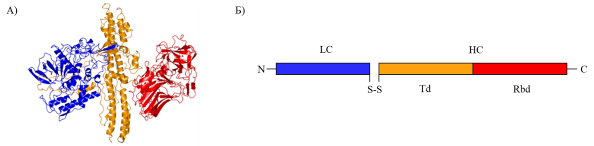 А)
Б)
LC HC
N C
S-S Td Rbd